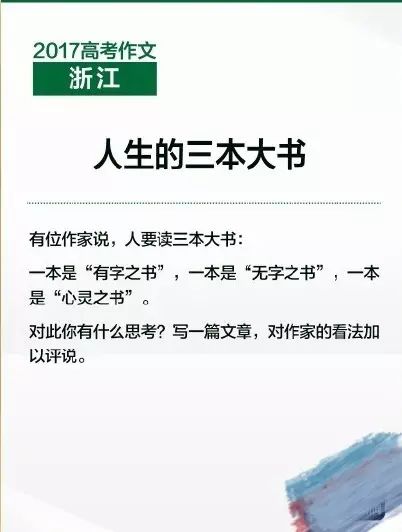 2017高考作文
浙江
人生的三本大书
有位作家说，人要读三本大书：
一本是“有字之书”，一本是“无字之书”，一本
是“心灵之书”。
对此你有什么思考？写一篇文章，对作家的看法加
以评说。